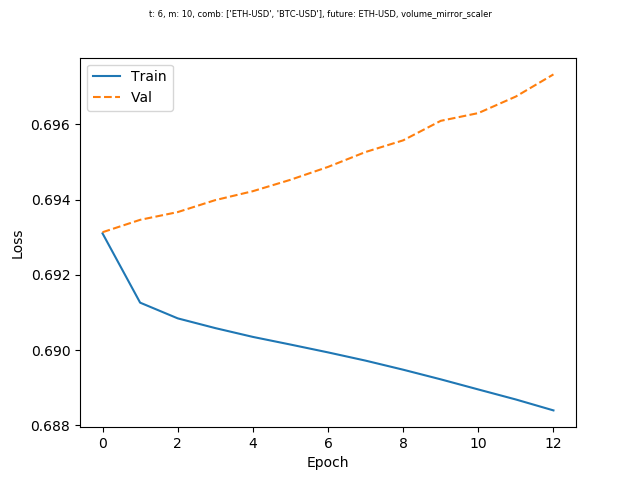 t: 6, m: 10, comb: ['ETH-USD', 'BTC-USD'], future: ETH-USD, volume_mirror_scaler
Train
Val
0.696
0.694
0.692
0.690
0.688
Loss
0 2 4 6 8 10 12
Epoch